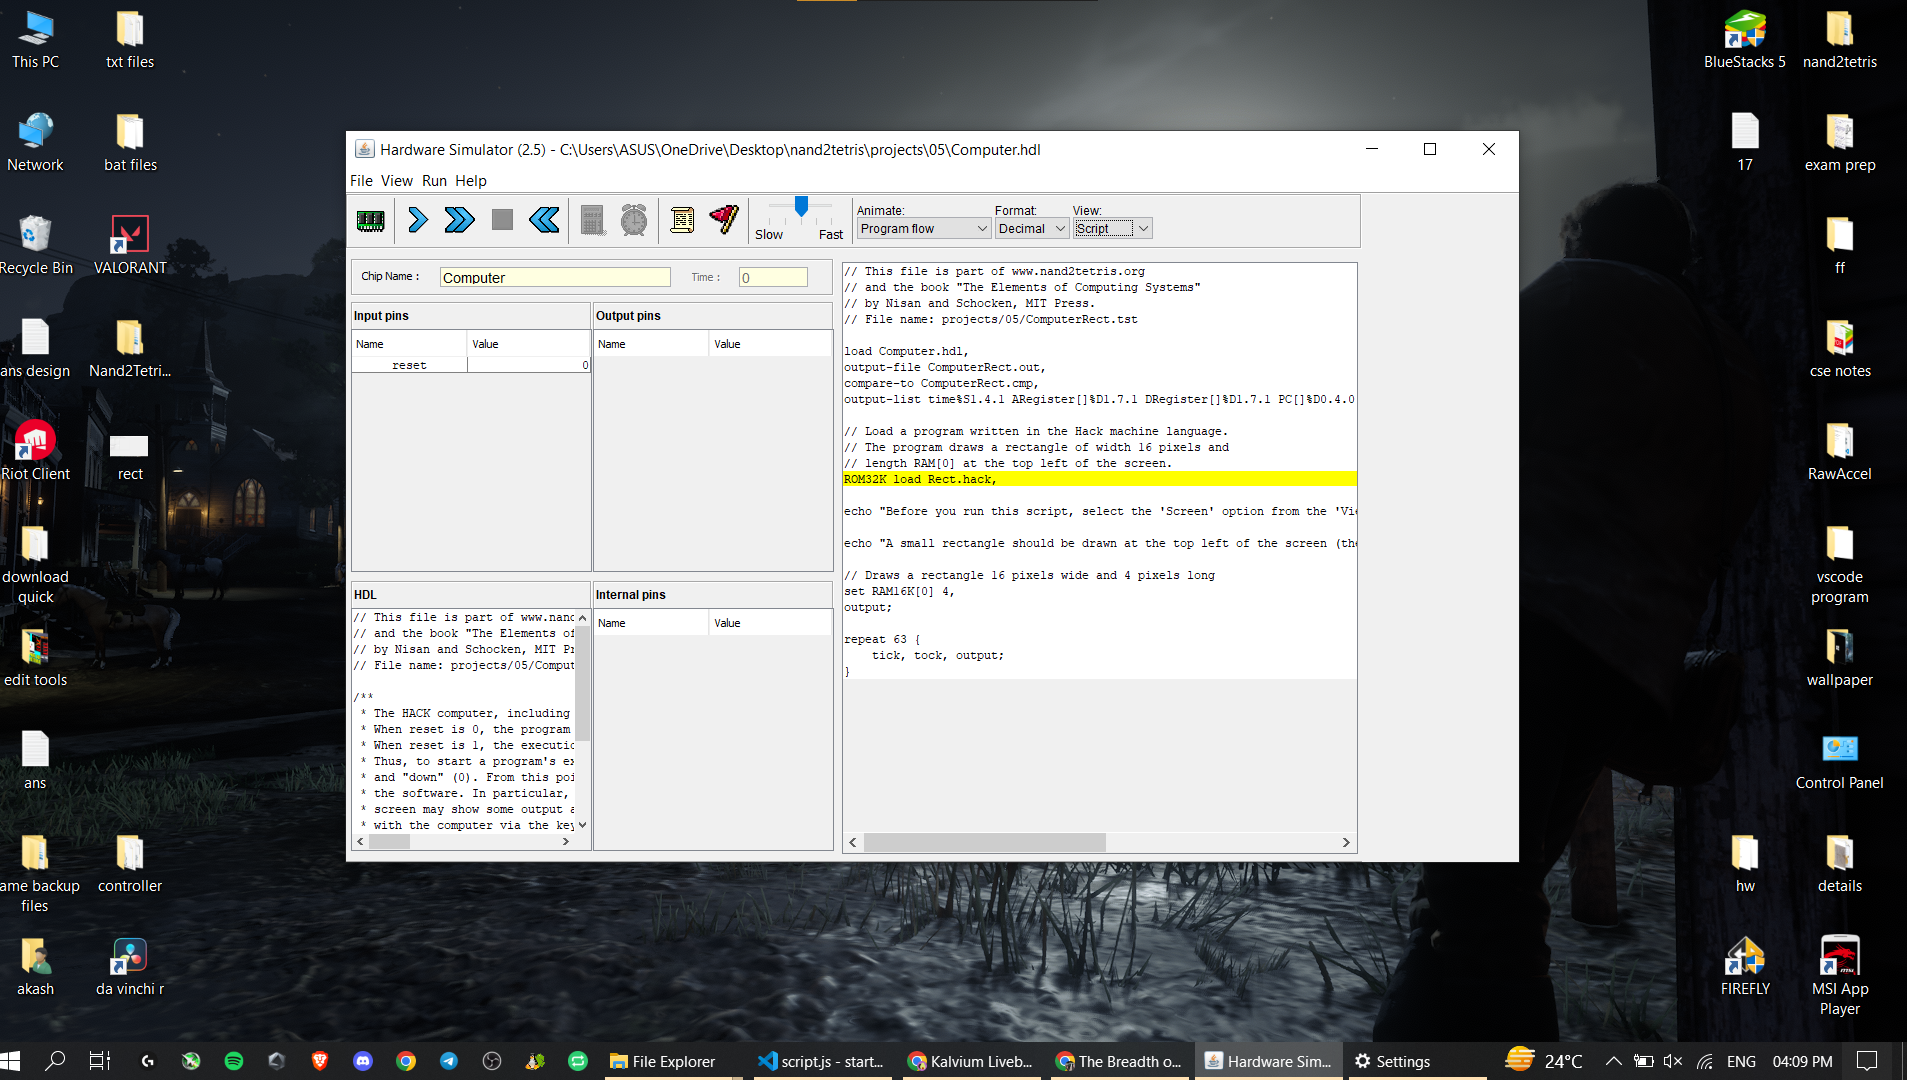 This PC
txt files
Network
bat files
Recycle Bin
VALORANT
ans design
Nand2Tetri...
Riot Client
rect
download
quick
edit tools
ans
ame backup
files
controller
akash
da vinchi r
BlueStacks 5
nand2tetris
17
exam prep
ff
cse notes
RawAccel
vscode
program
wallpaper
Control Panel
hw
details
FIREFLY
MSI App
Player
Hardware Simulator (2.5) - C:\Users\ASUS\OneDrive\Desktop\nand2tetris\projects\05\Computer.hdl
File View Run Help
Slow Fast
Animate:
Program flow
Format:
Decimal
View:
Script
Chip Name : Computer Time : 0
Input pins
Name Value
reset 0
Output pins
Name Value
HDL
// This file is part of www.nanc
// and the book "The Elements of
// by Nisan and Schocken, MIT Pr
// File name: projects/05/Comput
/**
* The HACK computer, including
* When reset is 0, the program
* When reset is 1, the executic
* Thus, to start a program's ex
* and "down" (0). From this poi
* the software. In particular,
* screen may show some output a
* with the computer via the key
Internal pins
Name Value
// This file is part of www.nand2tetris.org
// and the book "The Elements of Computing Systems"
// by Nisan and Schocken, MIT Press.
// File name: projects/05/ComputerRect.tst
load Computer.hdl,
output-file ComputerRect.out,
compare-to ComputerRect.cmp,
output-list time%S1.4.1 ARegister[]%D1.7.1 DRegister[]%D1.7.1 PC[]%D0.4.0
// Load a program written in the Hack machine language.
// The program draws a rectangle of width 16 pixels and
// length RAM[0] at the top left of the screen.
ROM32K load Rect.hack,
echo "Before you run this script, select the 'Screen' option from the 'Vi
echo "A small rectangle should be drawn at the top left of the screen (th
// Draws a rectangle 16 pixels wide and 4 pixels long
set RAM16K[0] 4,
output;
repeat 63 {
tick, tock, output;
}
File Explorer
script.js - start...
Kalvium Liveb...
The Breadth o...
Hardware Sim...
Settings
24°C
ENG
04:09 PM